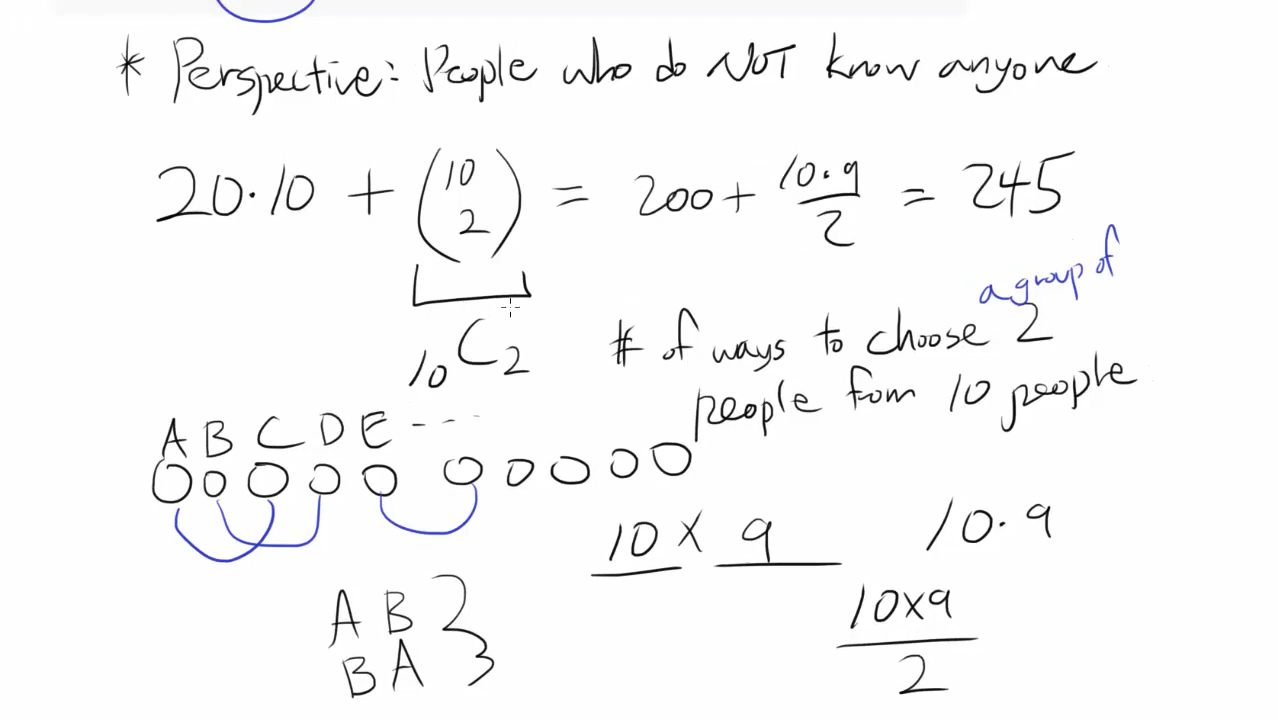 * Perspective: People who do NOT know anyone
20·10 + (10 2) = 200 + 10·9/2 = 245
a group of
# of ways to choose 2
10C2
people from 10 people
A B C D E ---
10 × 9
10·9
A B
B A
10×9
2